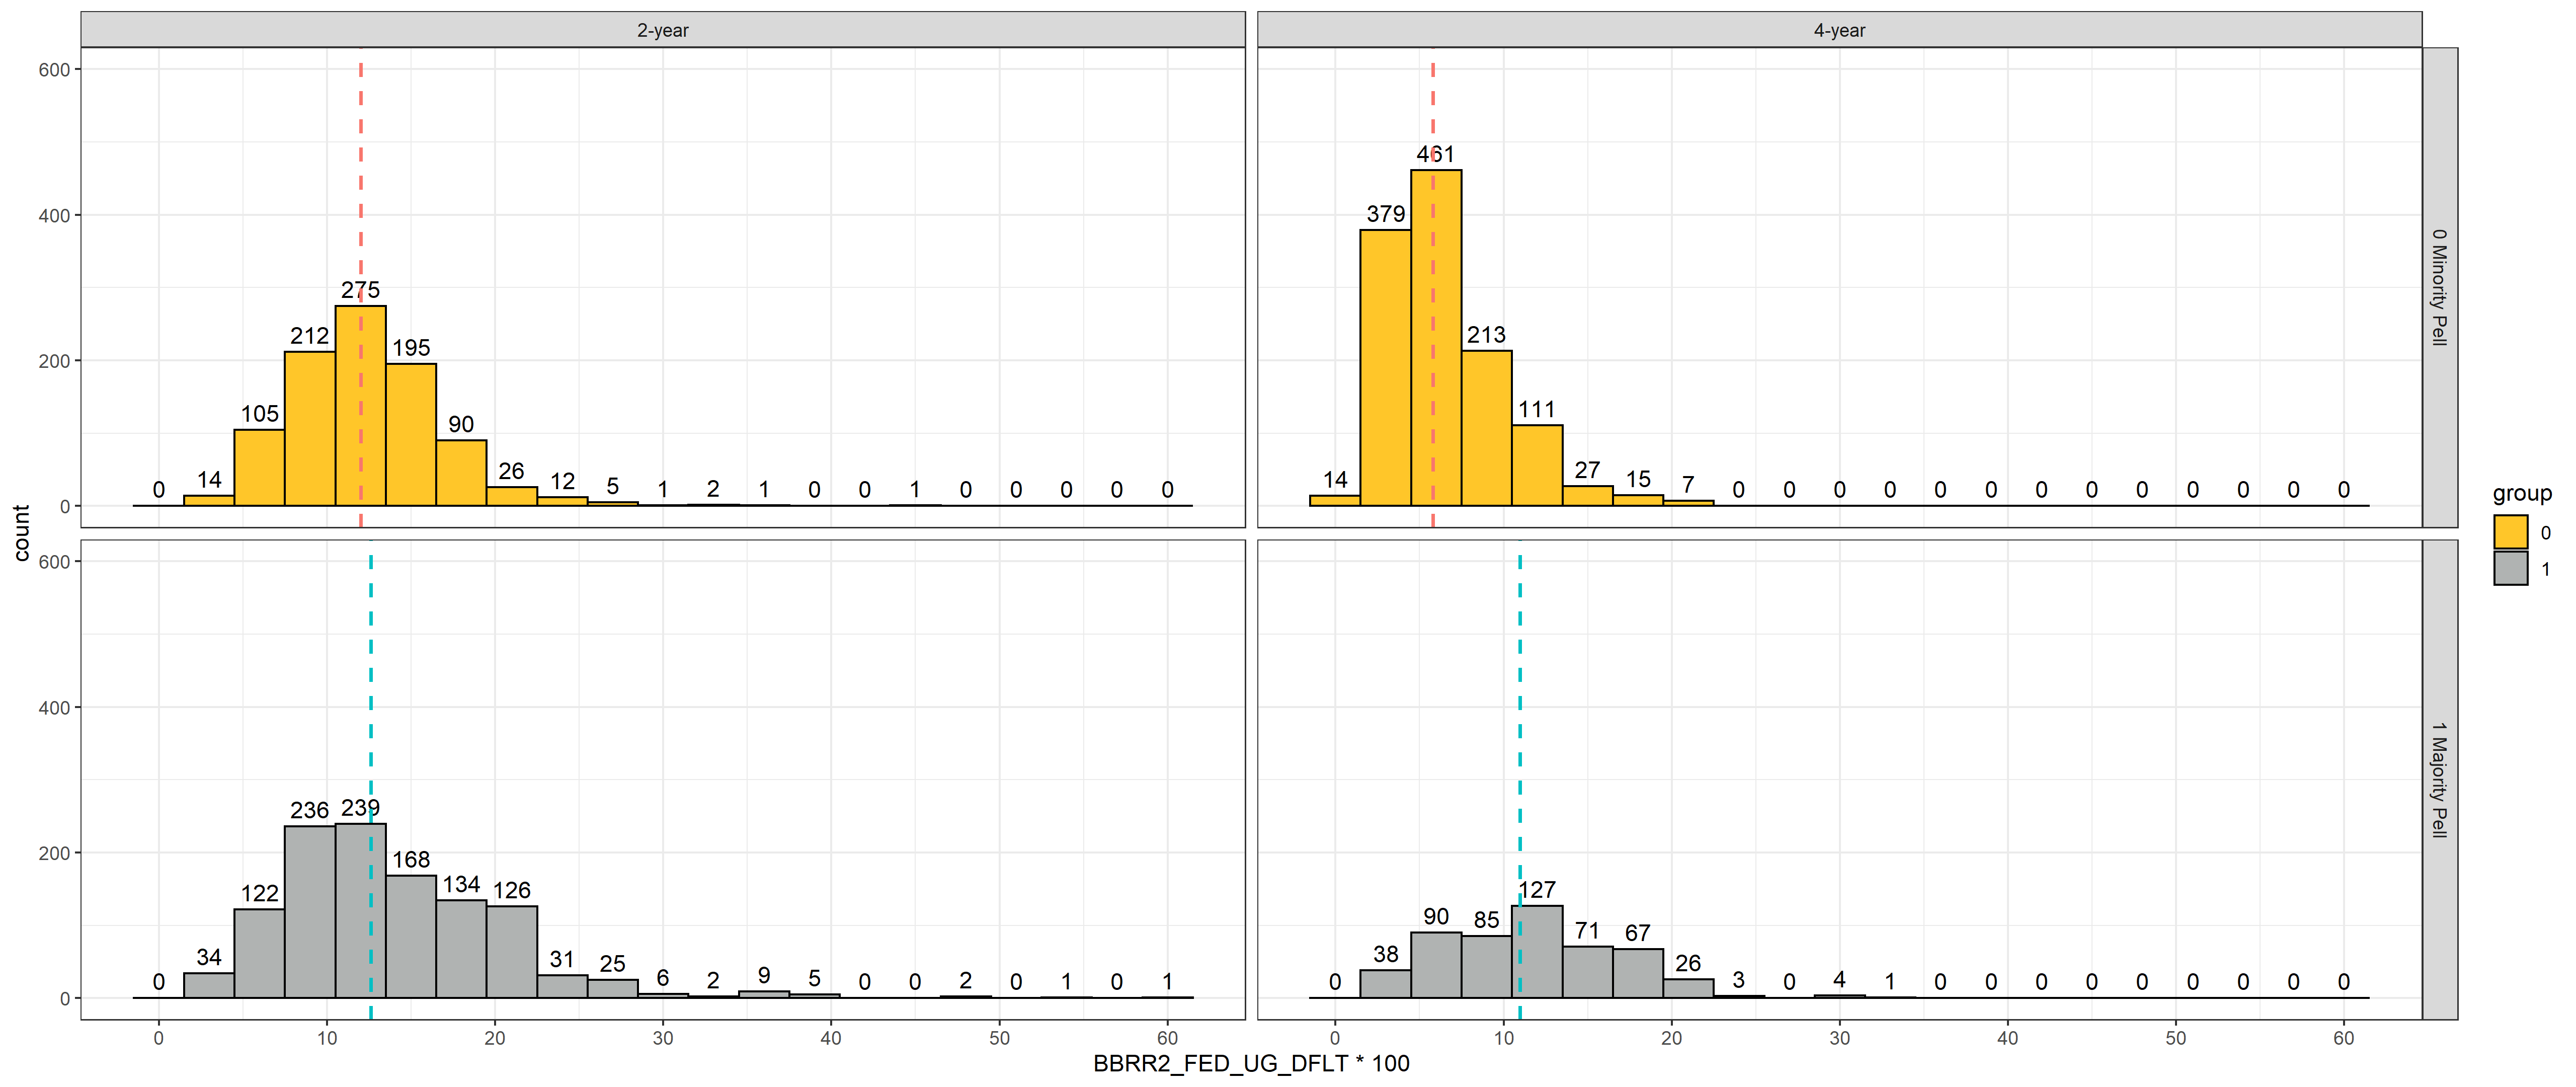 2-year
4-year
600
400
200
0
0 14 105 212 275 195 90 26 12 5 1 2 1 0 0 1 0 0 0 0 0
14 379 461 213 111 27 15 7 0 0 0 0 0 0 0 0 0 0 0 0 0
0 Minority Pell
count
600
400
200
0
0 34 122 236 239 168 134 126 31 25 6 2 9 5 0 0 2 0 1 0 1
0 38 90 85 127 71 67 26 3 0 4 1 0 0 0 0 0 0 0 0 0
1 Majority Pell
0 10 20 30 40 50 60
0 10 20 30 40 50 60
BBRR2_FED_UG_DFLT * 100
group
0
1